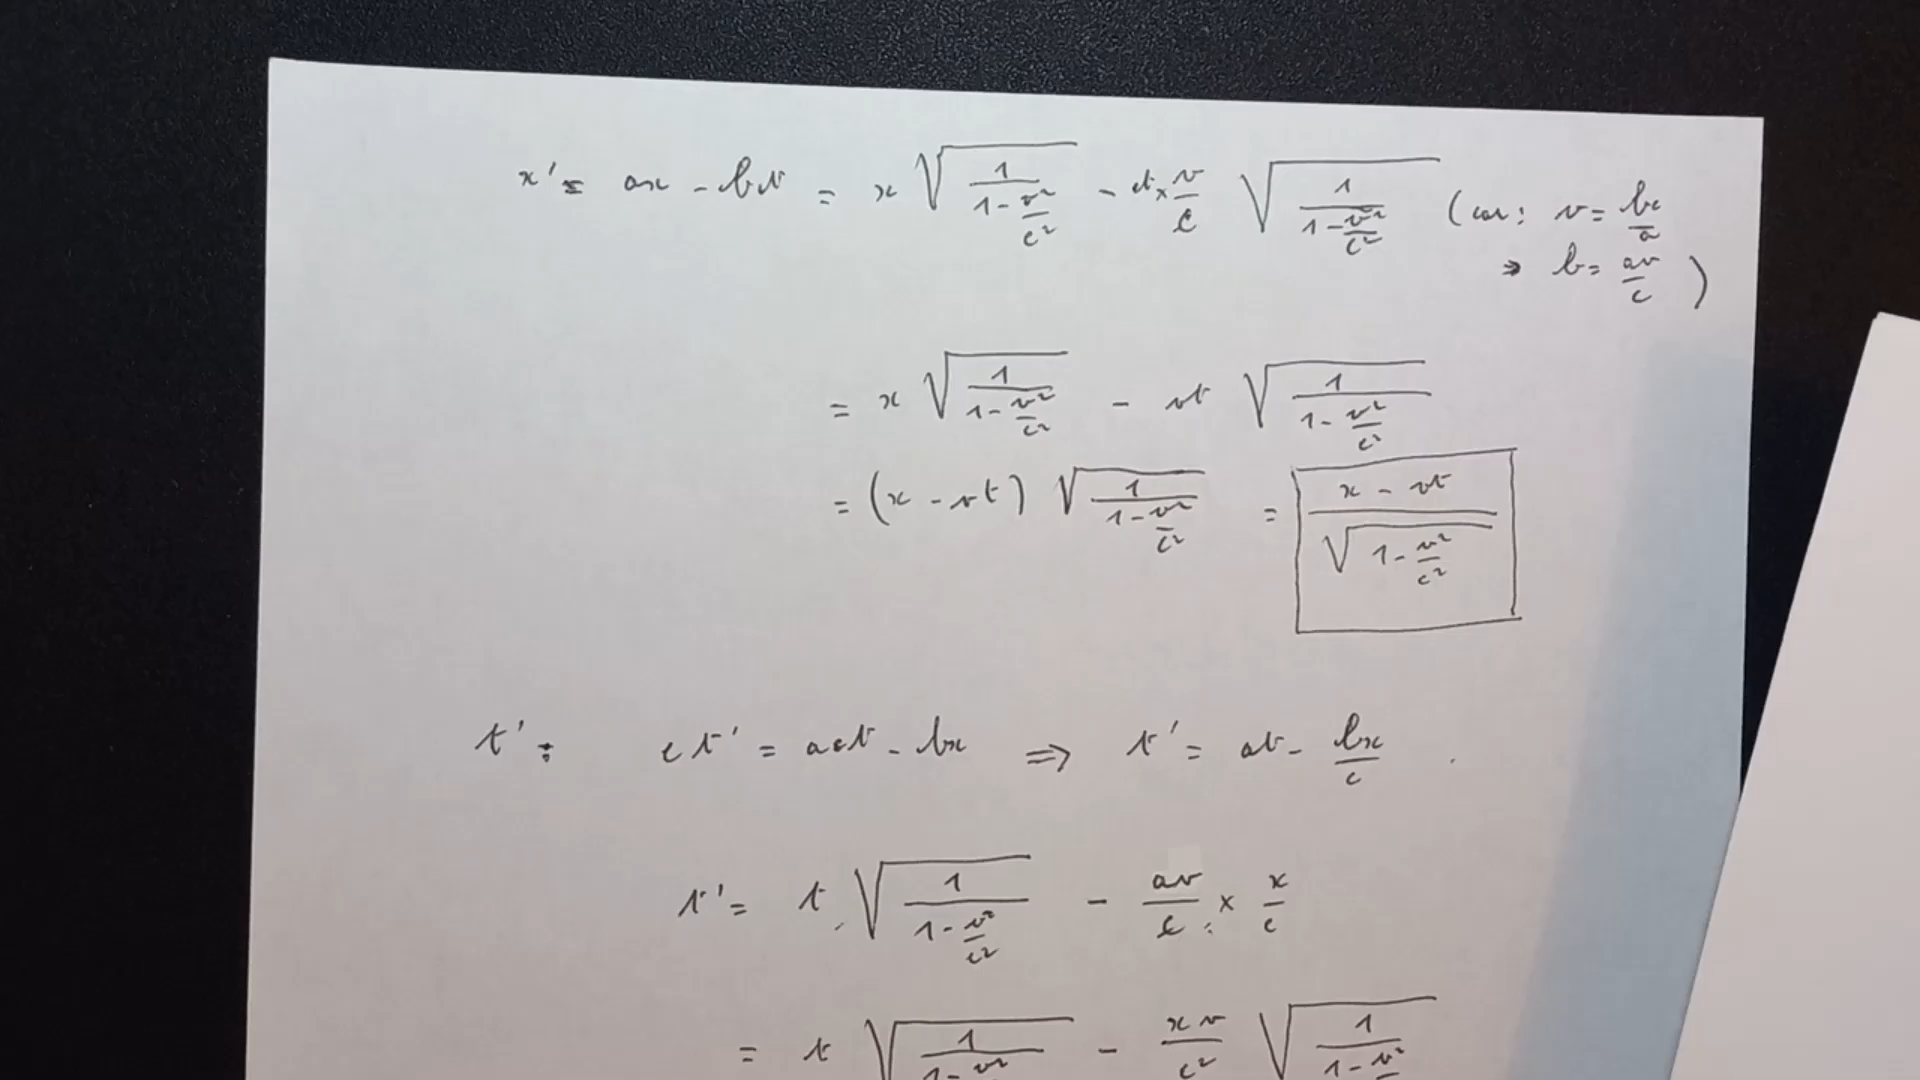 x' = ax - bct = x √(1/(1 - v²/c²)) - ct × v/c √(1/(1 - v²/c²)) (car : v = bc/a
⇒ b = av/c )
= x √(1/(1 - v²/c²)) - vt √(1/(1 - v²/c²))
= (x - vt) √(1/(1 - v²/c²)) = (x - vt)/√(1 - v²/c²)
t' : ct' = act - bx ⇒ t' = at - bx/c
t' = t √(1/(1 - v²/c²)) - av/c × x/c
= t √(1/(1 - v² - xv/c² √(1/(1 - v²